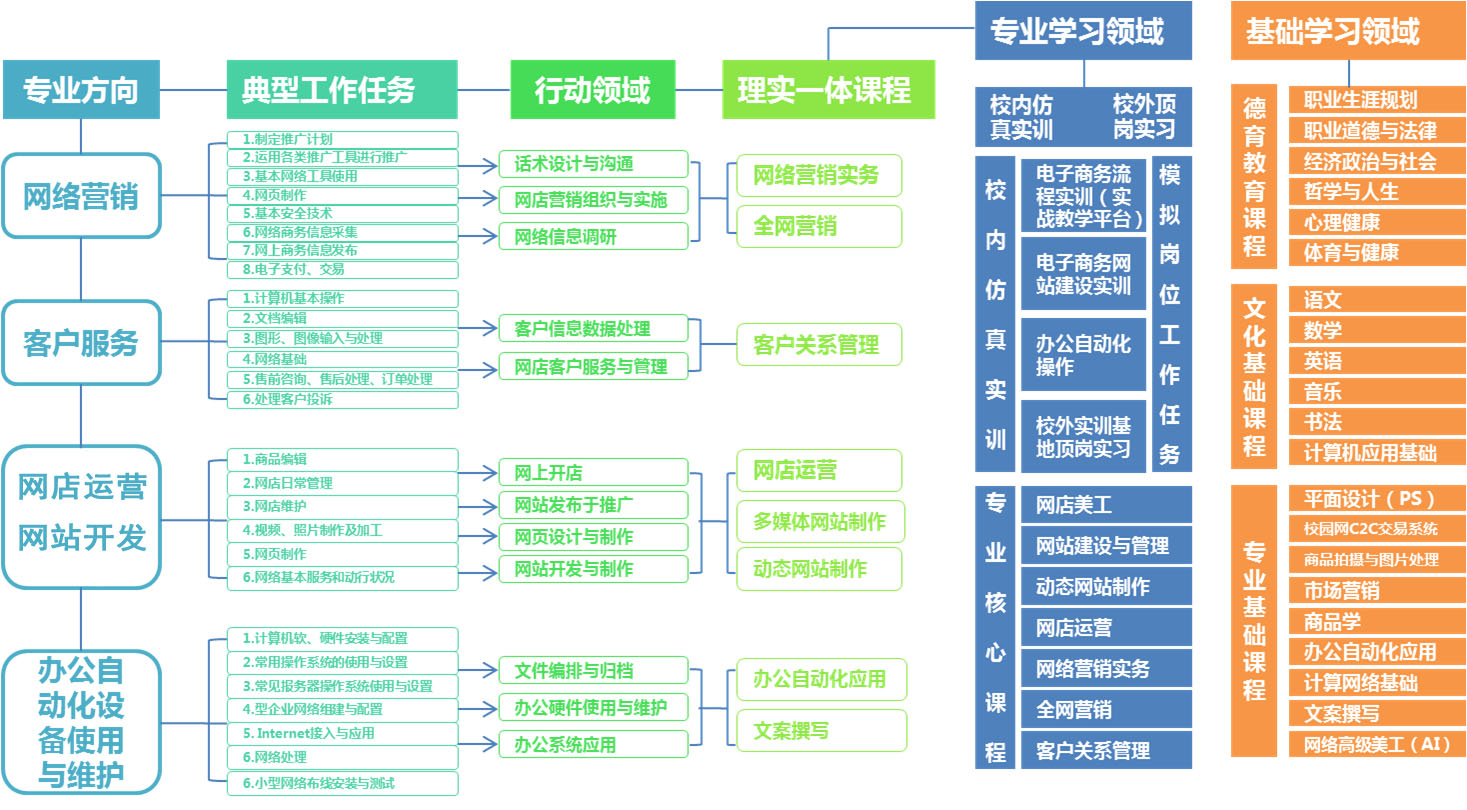 专业方向
典型工作任务
行动领域
理实一体课程
专业学习领域
基础学习领域
网络营销
1.制定推广计划
2.运用各类推广工具进行推广
3.基本网络工具使用
4.网页制作
5.基本安全技术
6.网络商务信息采集
7.网上商务信息发布
8.电子支付、交易
话术设计与沟通
网店营销组织与实施
网络信息调研
网络营销实务
全网营销
客户服务
1.计算机基本操作
2.文档编辑
3.图形、图像输入与处理
4.网络基础
5.售前咨询、售后处理、订单处理
6.处理客户投诉
客户信息数据处理
网店客户服务与管理
客户关系管理
网店运营
网站开发
1.商品编辑
2.网店日常管理
3.网店维护
4.视频、照片制作及加工
5.网页制作
6.网络基本服务和动行状况
网上开店
网站发布于推广
网页设计与制作
网站开发与制作
网店运营
多媒体网站制作
动态网站制作
办公自
动化设
备使用
与维护
1.计算机软、硬件安装与配置
2.常用操作系统的使用与设置
3.常见报务器操作系统使用与设置
4.型企业网络组建与配置
5. Internet接入与应用
6.网络处理
6.小型网络布线安装与测试
文件编排与归档
办公硬件使用与维护
办公系统应用
办公自动化应用
文案撰写
校内仿
真实训
校外顶
岗实习
校内仿真实训
电子商务流
程实训（实
战教学平台）
电子商务网
站建设实训
办公自动化
操作
校外实训基
地顶岗实习
模拟岗位工作任务
专业核心课程
网店美工
网站建设与管理
动态网站制作
网店运营
网络营销实务
全网营销
客户关系管理
德育教育课程
职业生涯规划
职业道德与法律
经济政治与社会
哲学与人生
心理健康
体育与健康
文化基础课程
语文
数学
英语
音乐
书法
计算机应用基础
专业基础课程
平面设计（PS）
校园网C2C交易系统
商品拍摄与图片处理
市场营销
商品学
办公自动化应用
计算网络基础
文案撰写
网络高级美工（AI）